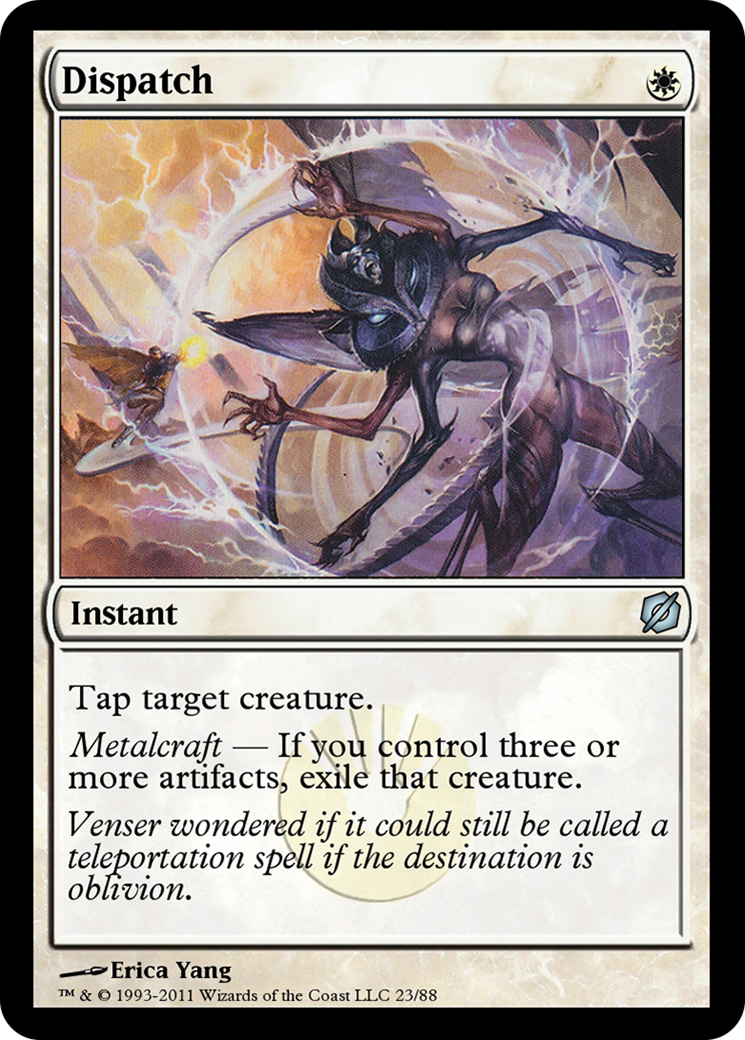 Dispatch
Instant
Tap target creature.
Metalcraft — If you control three or
more artifacts, exile that creature.
Venser wondered if it could still be called a
teleportation spell if the destination is
oblivion.
Erica Yang
™ & © 1993-2011 Wizards of the Coast LLC 23/88